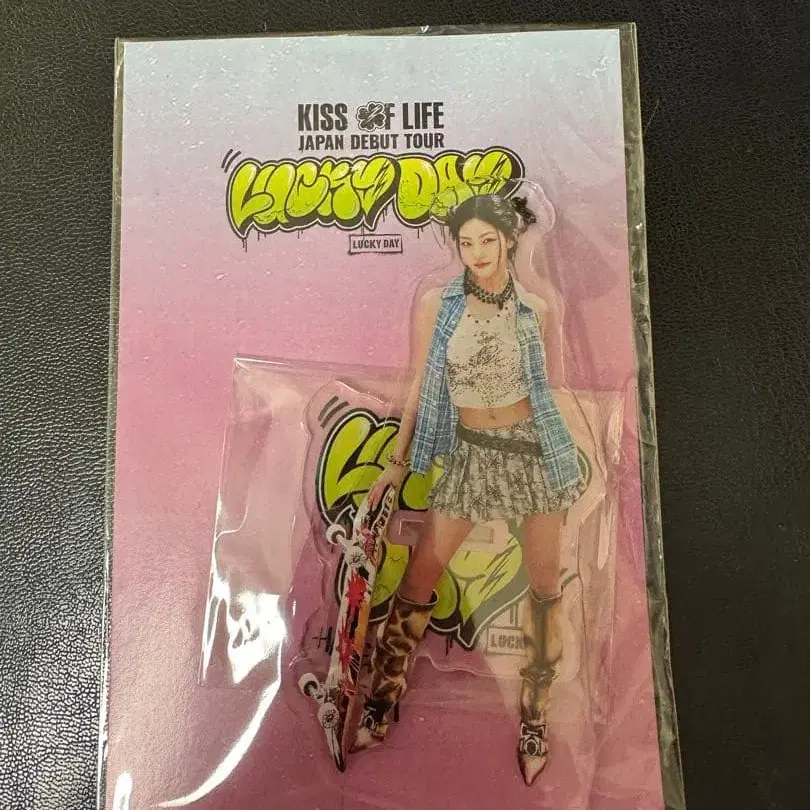 KISS OF LIFE
JAPAN DEBUT TOUR
LUCKY DAY
LUCKY DAY